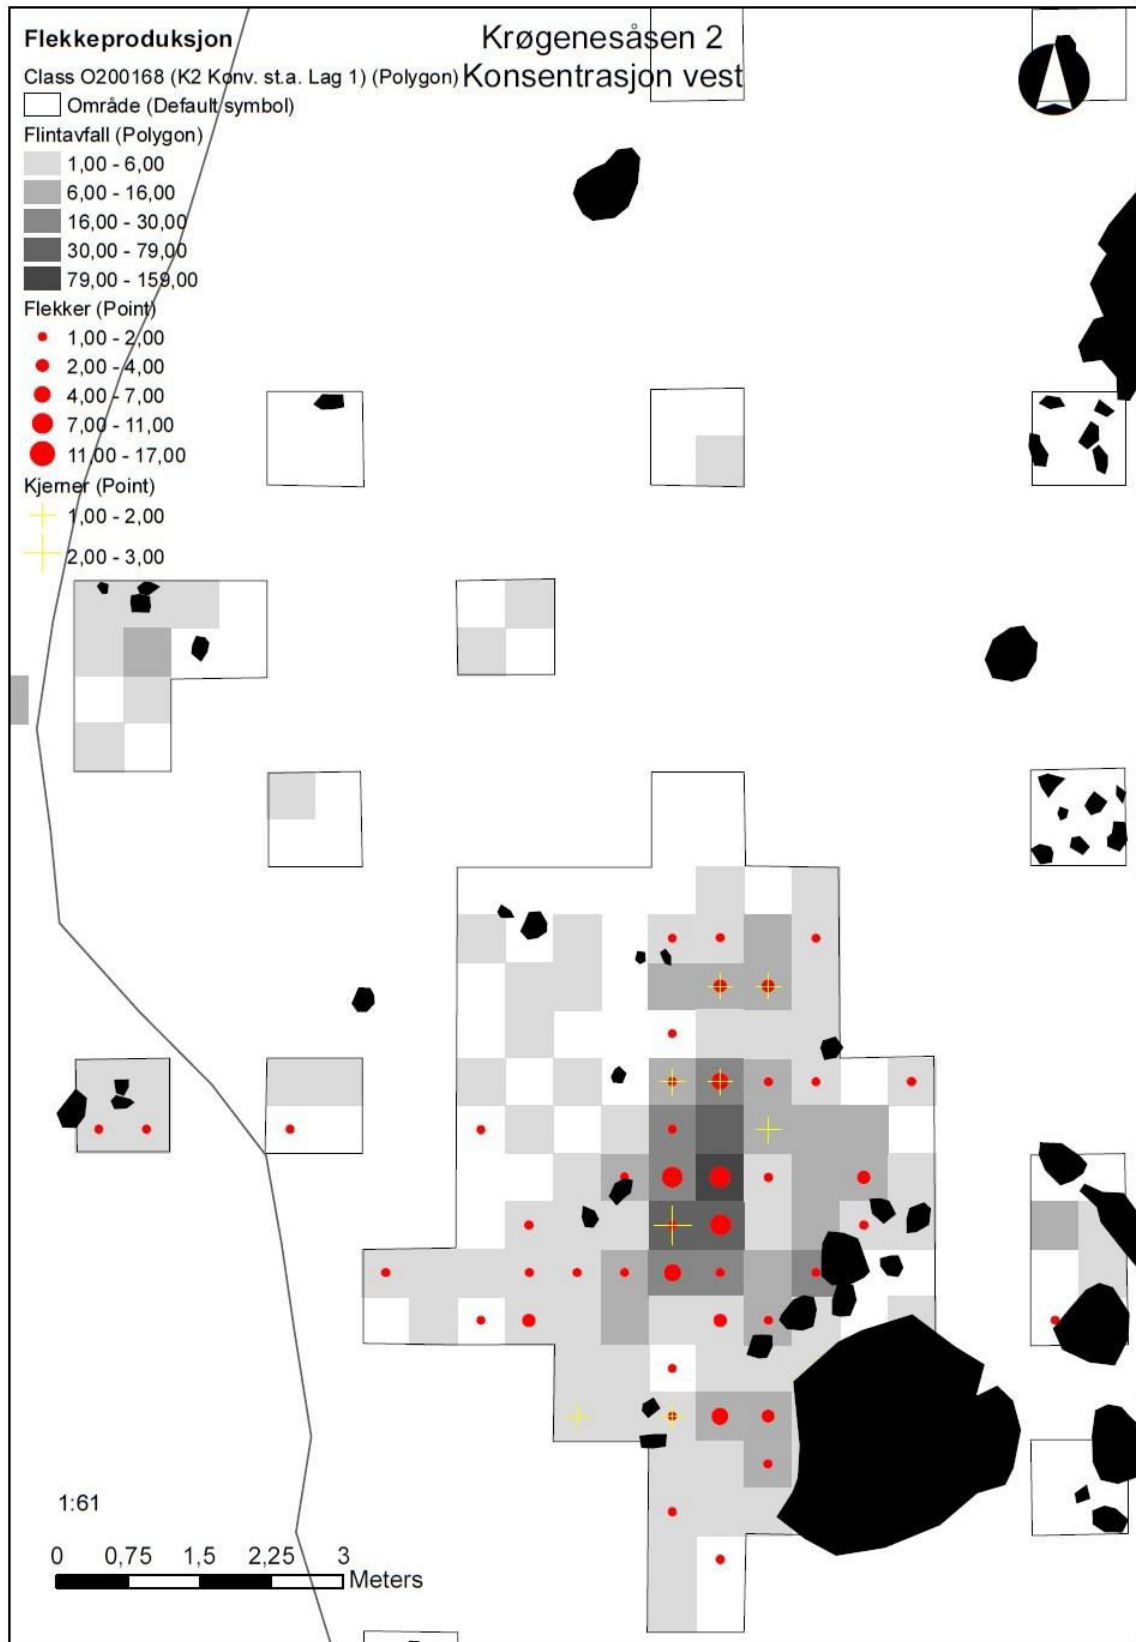 Krøgenesåsen 2
Konsentrasjon vest
Flekkeproduksjon
Class O200168 (K2 Konv. st.a. Lag 1) (Polygon)
Område (Default symbol)
Flintavfall (Polygon)
1,00 - 6,00
6,00 - 16,00
16,00 - 30,00
30,00 - 79,00
79,00 - 159,00
Flekker (Point)
1,00 - 2,00
2,00 - 4,00
4,00 - 7,00
7,00 - 11,00
11,00 - 17,00
Kjerner (Point)
1,00 - 2,00
2,00 - 3,00
1:61
0 0,75 1,5 2,25 3
Meters